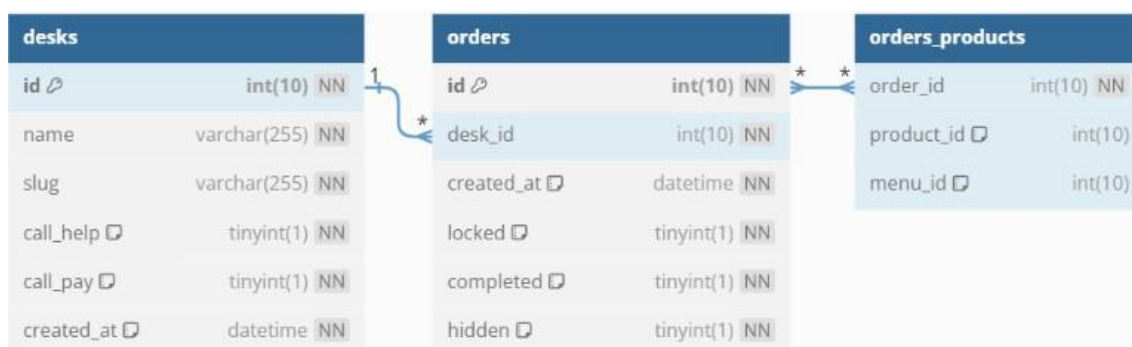 desks
id int(10) NN
name varchar(255) NN
slug varchar(255) NN
call_help tinyint(1) NN
call_pay tinyint(1) NN
created_at datetime NN
1
*
orders
id int(10) NN
desk_id int(10) NN
created_at datetime NN
locked tinyint(1) NN
completed tinyint(1) NN
hidden tinyint(1) NN
* *
orders_products
order_id int(10) NN
product_id int(10)
menu_id int(10)